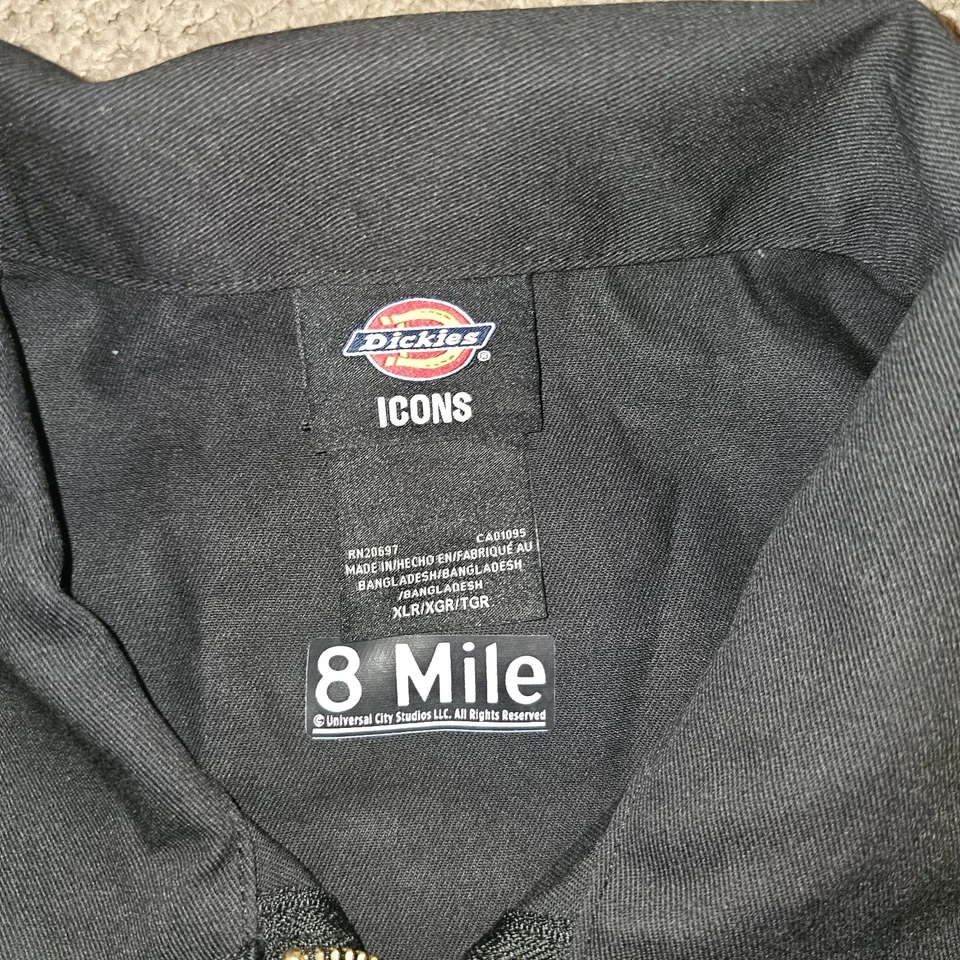 Dickies®
ICONS
RN20697 CA01095
MADE IN/HECHO EN/FABRIQUÉ AU
BANGLADESH/BANGLADESH
/BANGLADESH
XLR/XGR/TGR
8 Mile
© Universal City Studios LLC. All Rights Reserved